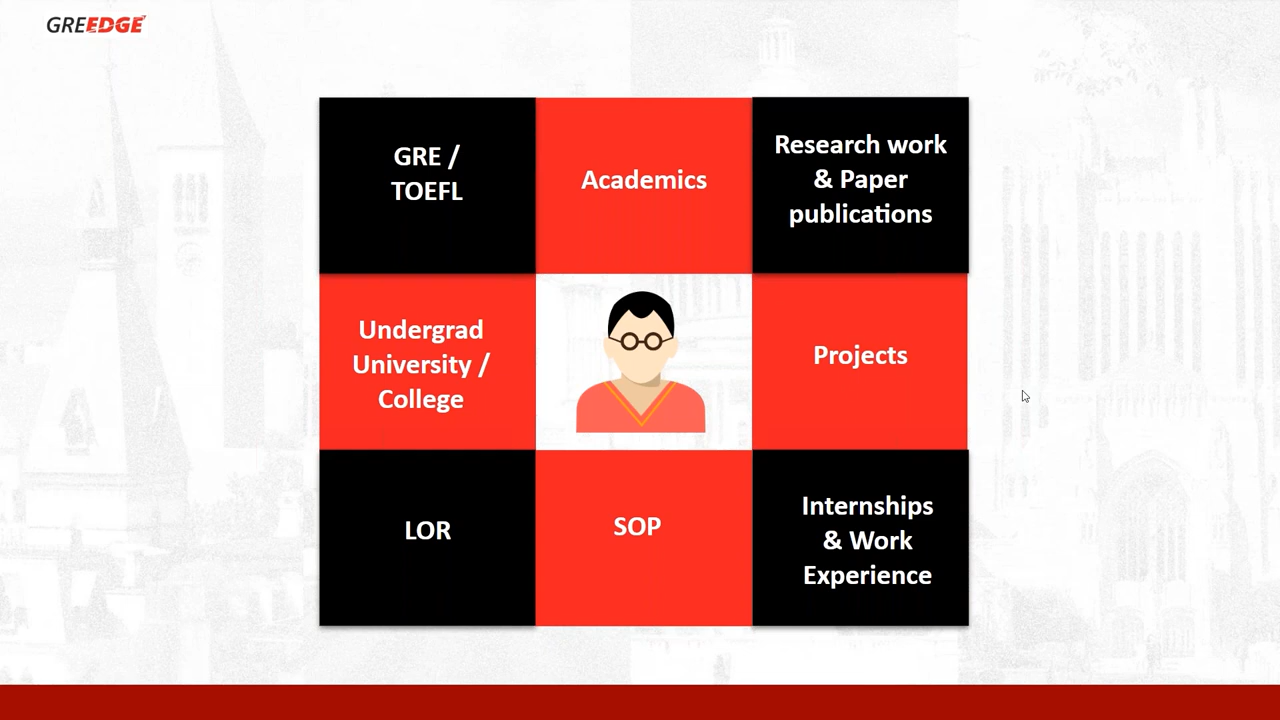 GREEDGE
GRE /
TOEFL
Academics
Research work
& Paper
publications
Undergrad
University /
College
Projects
LOR
SOP
Internships
& Work
Experience